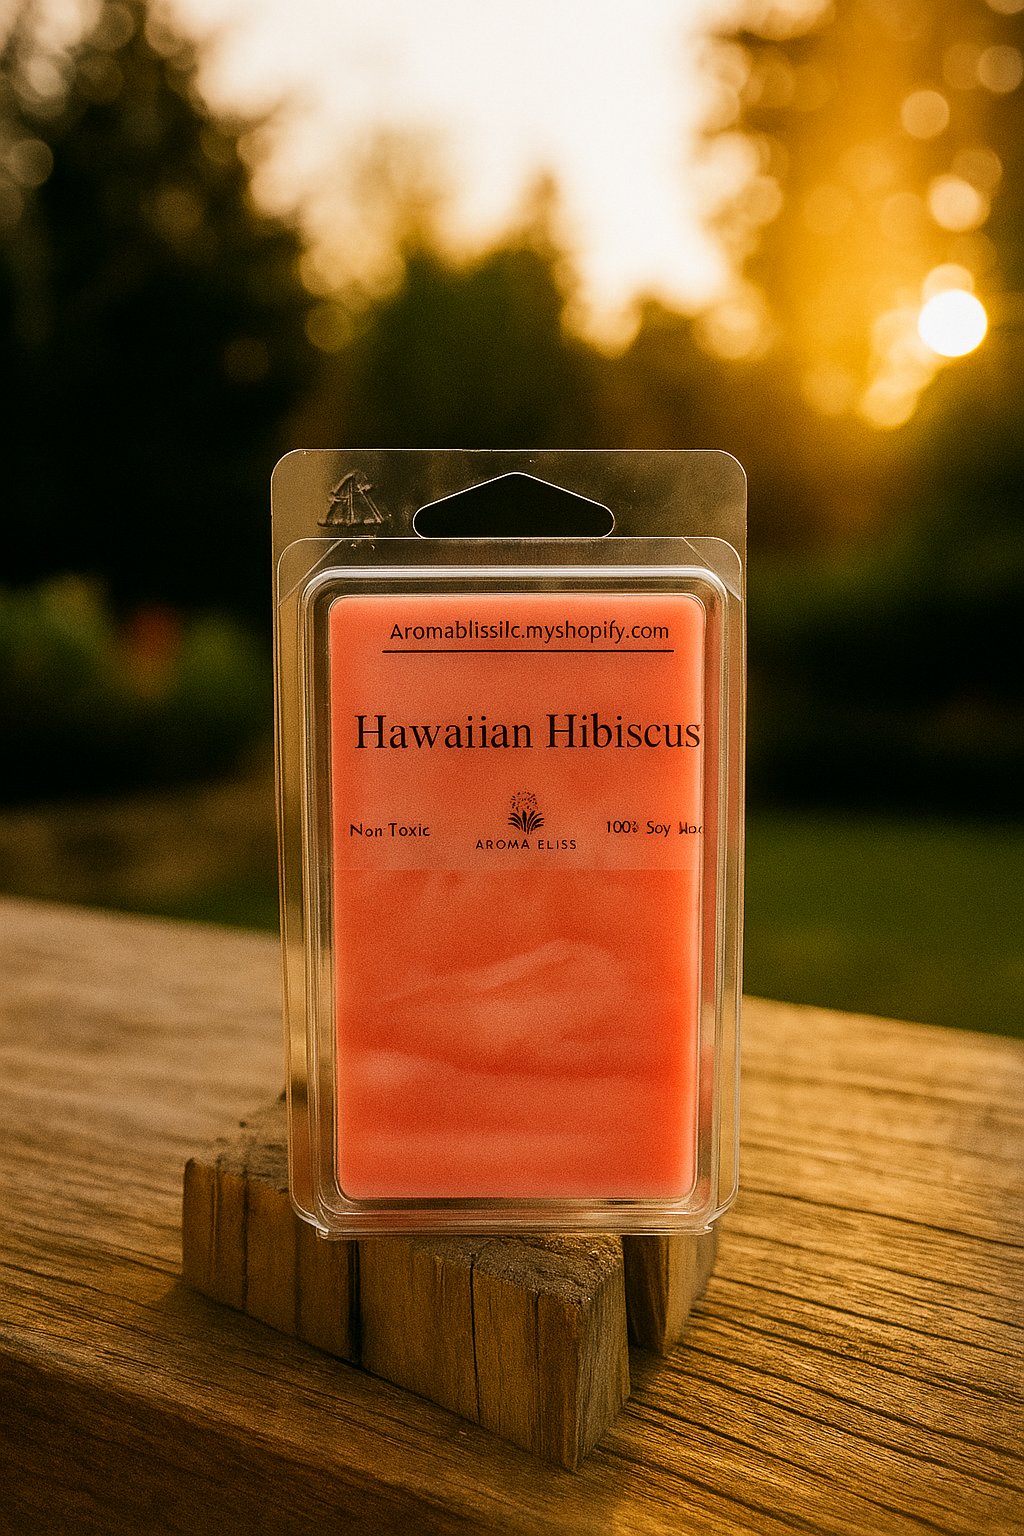 Aromablissilc.myshopify.com
Hawaiian Hibiscus
Non Toxic
100% Soy
AROMA ELISS